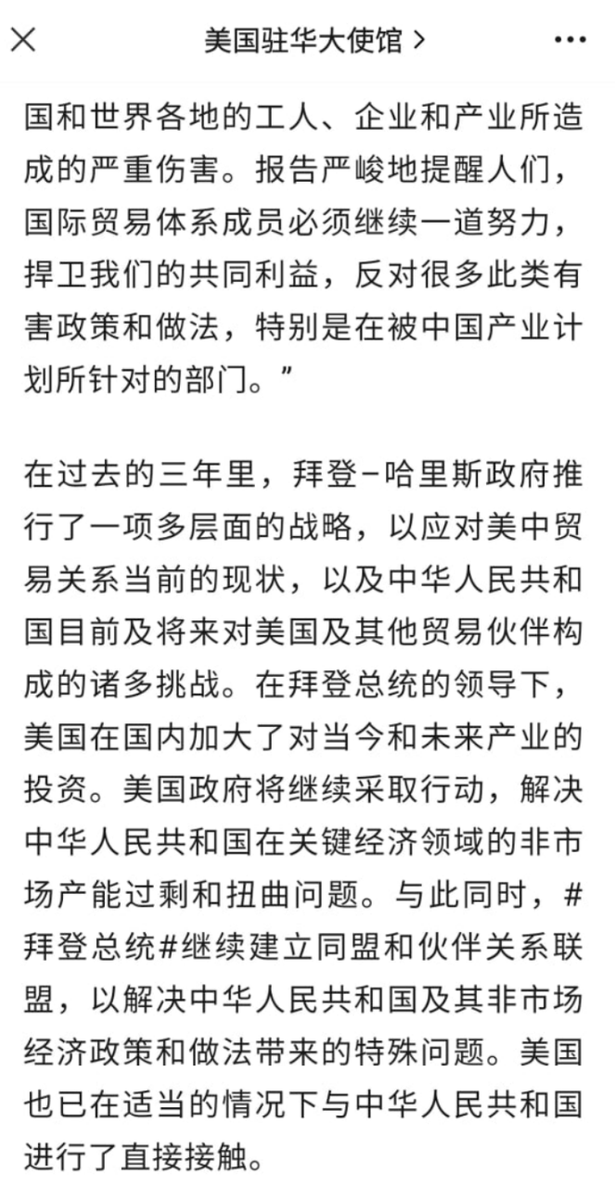 美国驻华大使馆
国和世界各地的工人、企业和产业所造
成的严重伤害。报告严峻地提醒人们，
国际贸易体系成员必须继续一道努力，
捍卫我们的共同利益，反对很多此类有
害政策和做法，特别是在被中国产业计
划所针对的部门。”
在过去的三年里，拜登–哈里斯政府推
行了一项多层面的战略，以应对美中贸
易关系当前的现状，以及中华人民共和
国目前及将来对美国及其他贸易伙伴构
成的诸多挑战。在拜登总统的领导下，
美国在国内加大了对当今和未来产业的
投资。美国政府将继续采取行动，解决
中华人民共和国在关键经济领域的非市
场产能过剩和扭曲问题。与此同时，#
拜登总统#继续建立同盟和伙伴关系联
盟，以解决中华人民共和国及其非市场
经济政策和做法带来的特殊问题。美国
也已在适当的情况下与中华人民共和国
进行了直接接触。